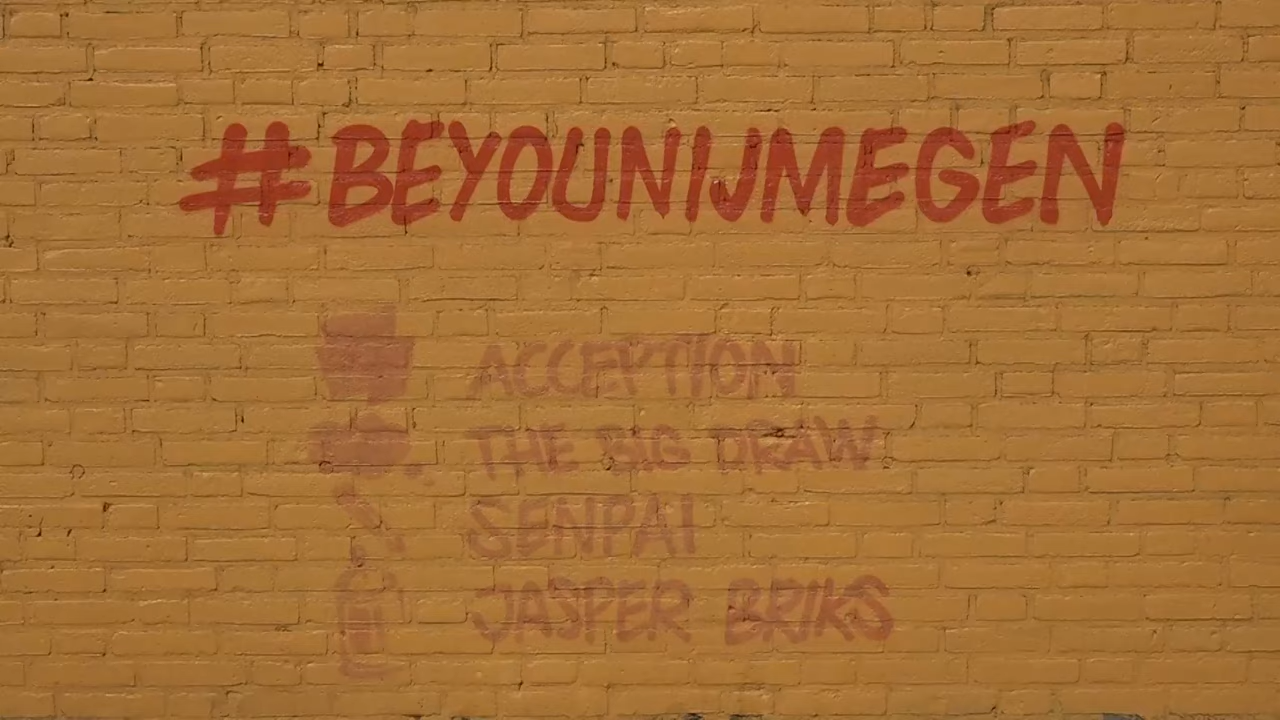 #BEYOUNIJMEGEN
ACCEPTION
THE BIG DRAW
SENPAI
JASPER BRIKS